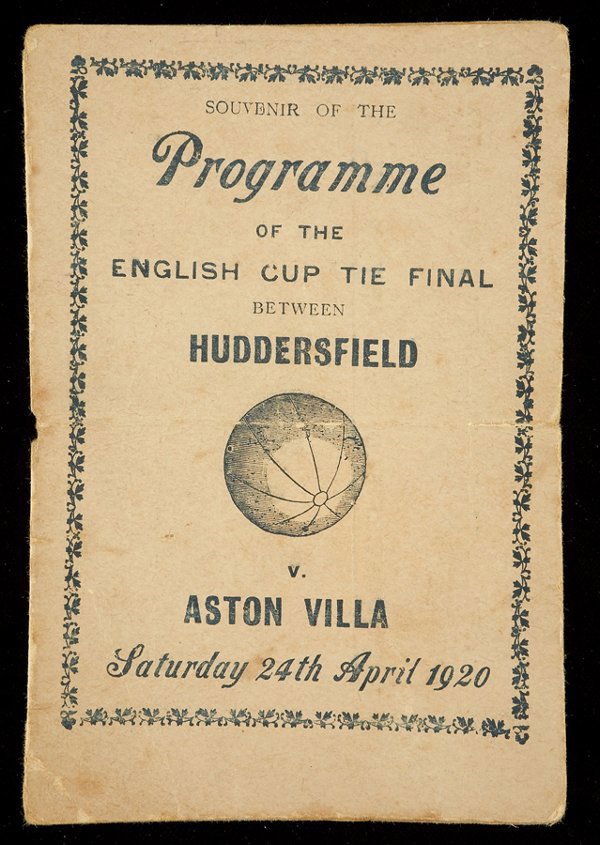 SOUVENIR OF THE
Programme
OF THE
ENGLISH CUP TIE FINAL
BETWEEN
HUDDERSFIELD
V.
ASTON VILLA
Saturday 24th April 1920